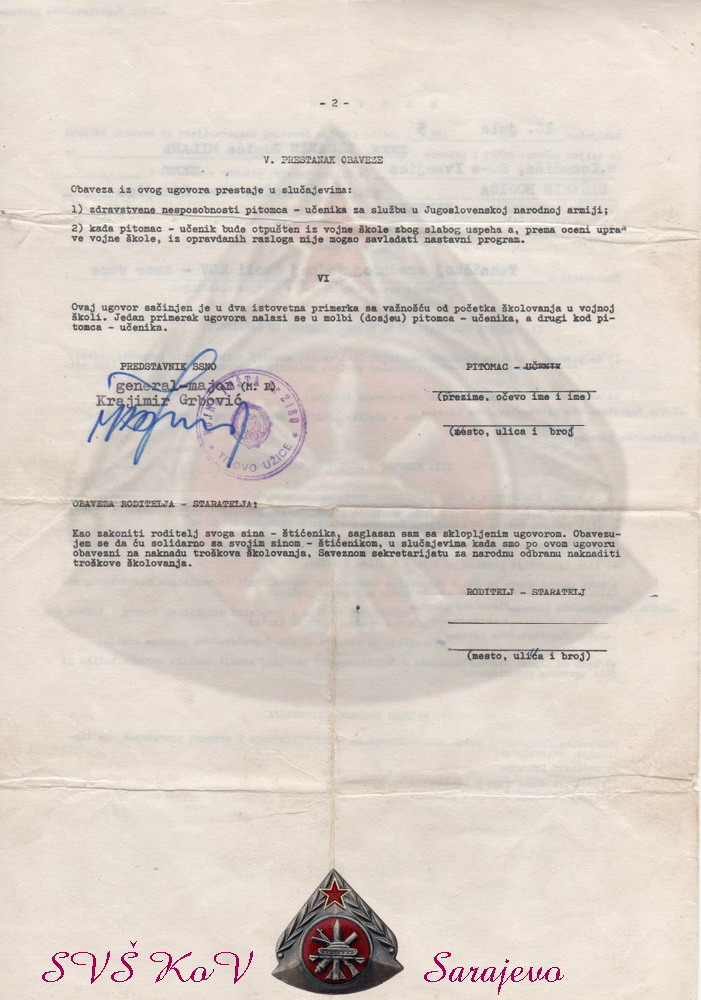 - 2 -
V. PRESTANAK OBAVEZE
Obaveza iz ovog ugovora prestaje u slučajevima:
1) zdravstvene nesposobnosti pitomca - učenika za službu u Jugoslovenskoj narodnoj armiji;
2) kada pitomac - učenik bude otpušten iz vojne škole zbog slabog uspeha a, prema oceni upra
ve vojne škole, iz opravdanih razloga nije mogao savladati nastavni program.
VI
Ovaj ugovor sačinjen je u dva istovetna primerka sa važnošću od početka školovanja u vojnoj
školi. Jedan primerak ugovora nalazi se u molbi (dosjeu) pitomca - učenika, a drugi kod pi-
tomca - učenika.
PREDSTAVNIK SSNO
general-major (M. P.)
Krajimir Grbović
VOJNA POŠTA br 2180
TITOVO UŽICE
PITOMAC - UČENIK
(prezime, očevo ime i ime)
(mesto, ulica i broj
OBAVEZA RODITELJA - STARATELJA:
Kao zakoniti roditelj svoga sina - štićenika, saglasan sam sa sklopljenim ugovorom. Obavezu-
jem se da ću solidarno sa svojim sinom - štićenikom, u slučajevima kada smo po ovom ugovoru
obavezni na naknadu troškova školovanja, Saveznom sekretarijatu za narodnu odbranu naknaditi
troškove školovanja.
RODITELJ - STARATELJ
(mesto, ulica i broj)
SVŠ KoV Sarajevo